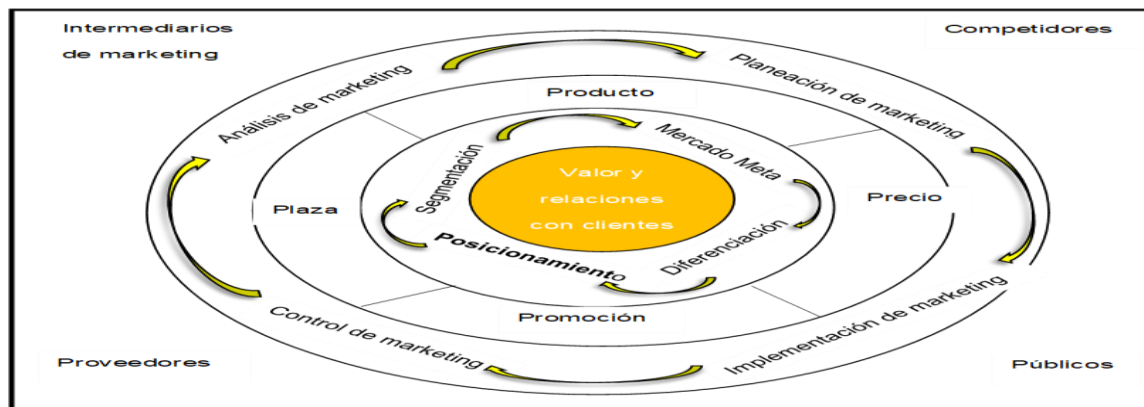 Intermediarios
de marketing
Competidores
Análisis de marketing
Planeación de marketing
Producto
Segmentación
Mercado Meta
Valor y
relaciones
con clientes
Plaza
Precio
Posicionamiento
Diferenciación
Promoción
Control de marketing
Implementación de marketing
Proveedores
Públicos